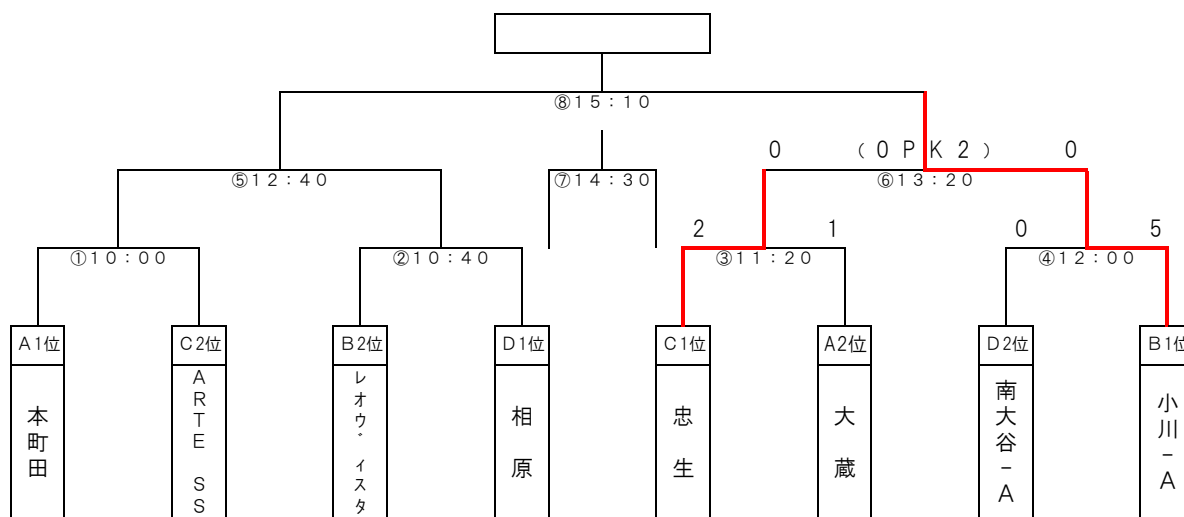 ⑧15:10
0 (0PK2) 0
⑤12:40
⑦14:30
⑥13:20
2 1 0 5
①10:00
②10:40
③11:20
④12:00
A1位
C2位
B2位
D1位
C1位
A2位
D2位
B1位
本町田
ARTE SS
レオヴィスタ
相原
忠生
大蔵
南大谷-A
小川-A